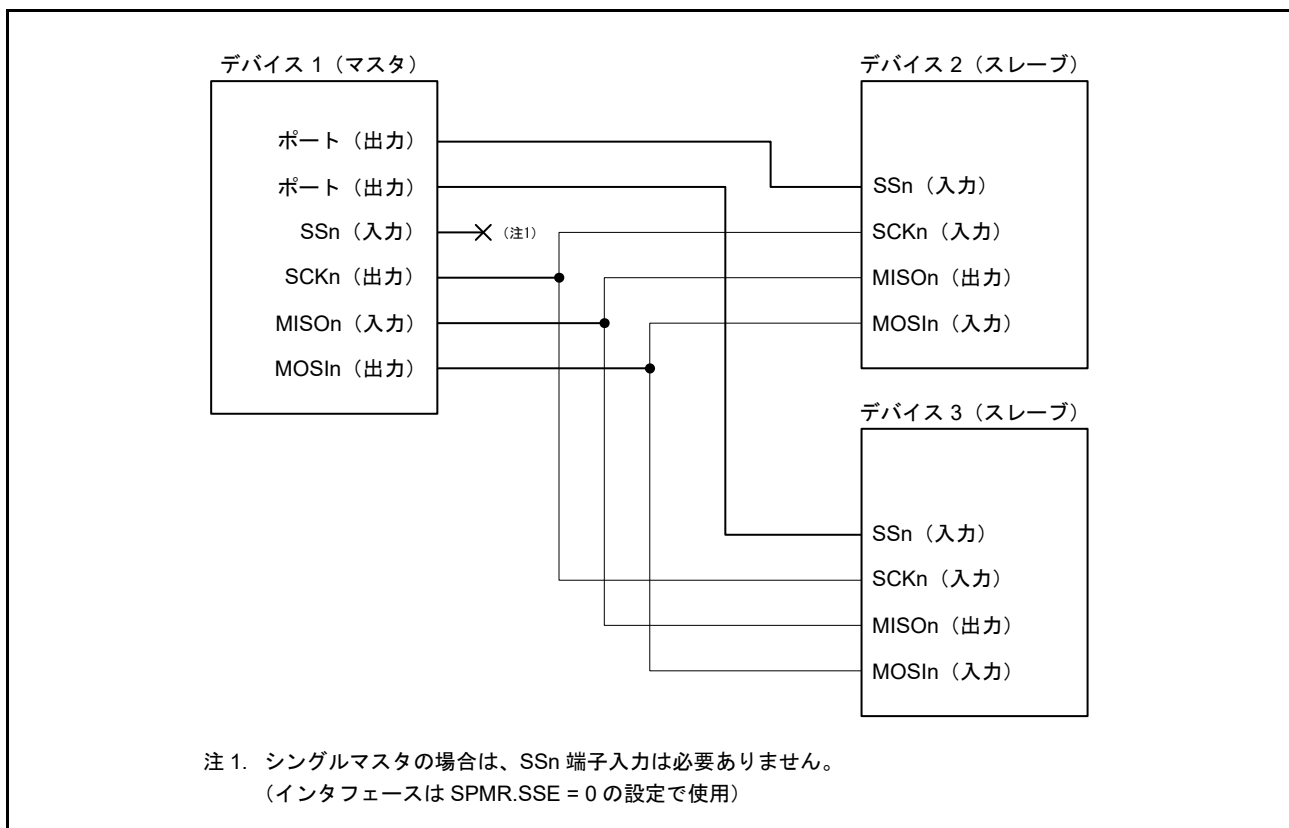 デバイス 1（マスタ）
ポート（出力）
ポート（出力）
SSn（入力）
（注1）
SCKn（出力）
MISOn（入力）
MOSIn（出力）
デバイス 2（スレーブ）
SSn（入力）
SCKn（入力）
MISOn（出力）
MOSIn（入力）
デバイス 3（スレーブ）
SSn（入力）
SCKn（入力）
MISOn（出力）
MOSIn（入力）
注 1. シングルマスタの場合は、SSn 端子入力は必要ありません。
（インタフェースは SPMR.SSE = 0 の設定で使用）